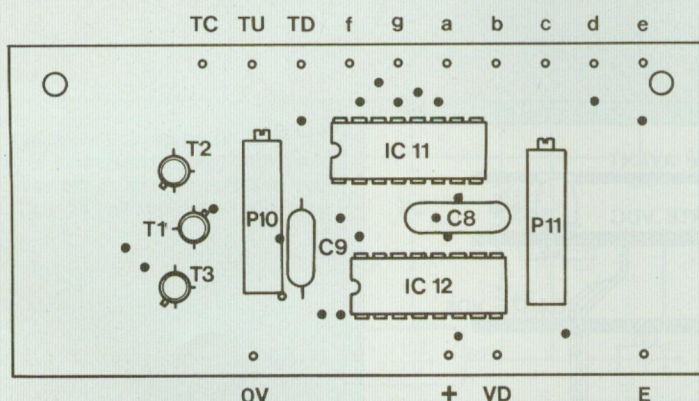 TC TU TD f g a b c d e
T2
IC 11
T1
P10
C9
C8
P11
T3
IC 12
0V + VD E